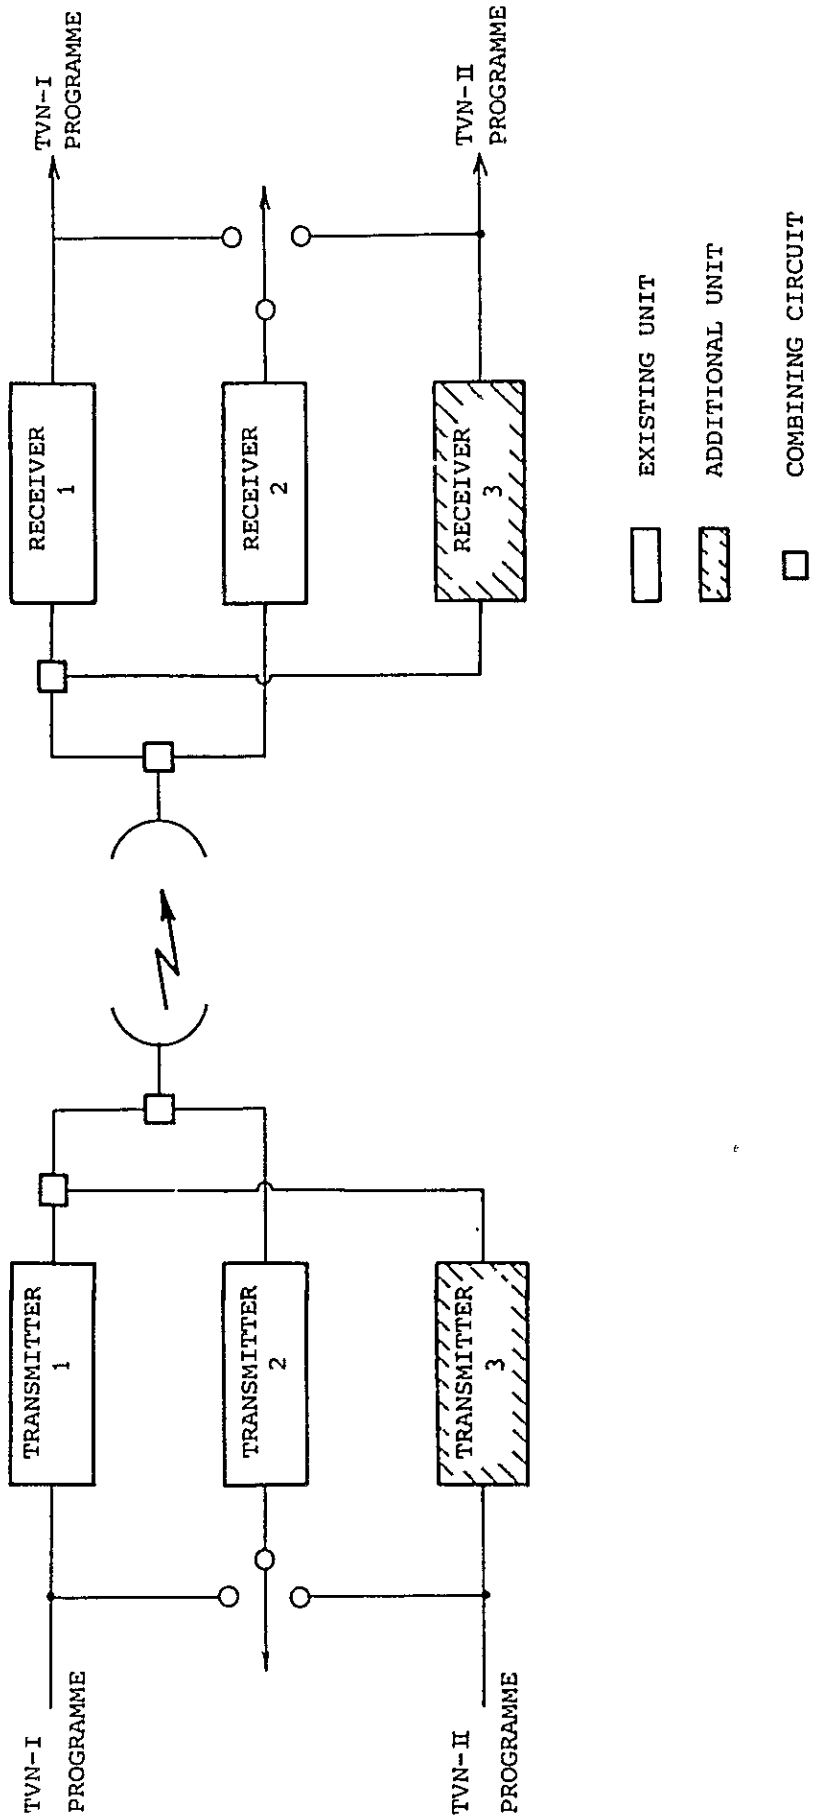 TVN-I
PROGRAMME
TRANSMITTER
1
RECEIVER
1
TVN-I
PROGRAMME
TRANSMITTER
2
RECEIVER
2
TVN-II
PROGRAMME
TRANSMITTER
3
RECEIVER
3
TVN-II
PROGRAMME
EXISTING UNIT
ADDITIONAL UNIT
COMBINING CIRCUIT